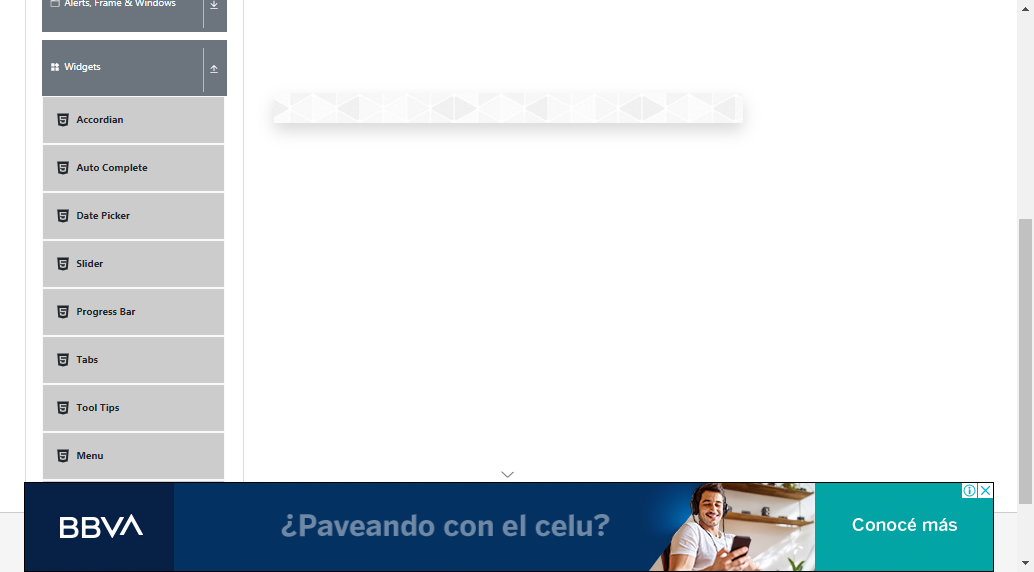 Alerts, Frame & Windows
Widgets
Accordian
Auto Complete
Date Picker
Slider
Progress Bar
Tabs
Tool Tips
Menu
BBVA
¿Paveando con el celu?
Conocé más